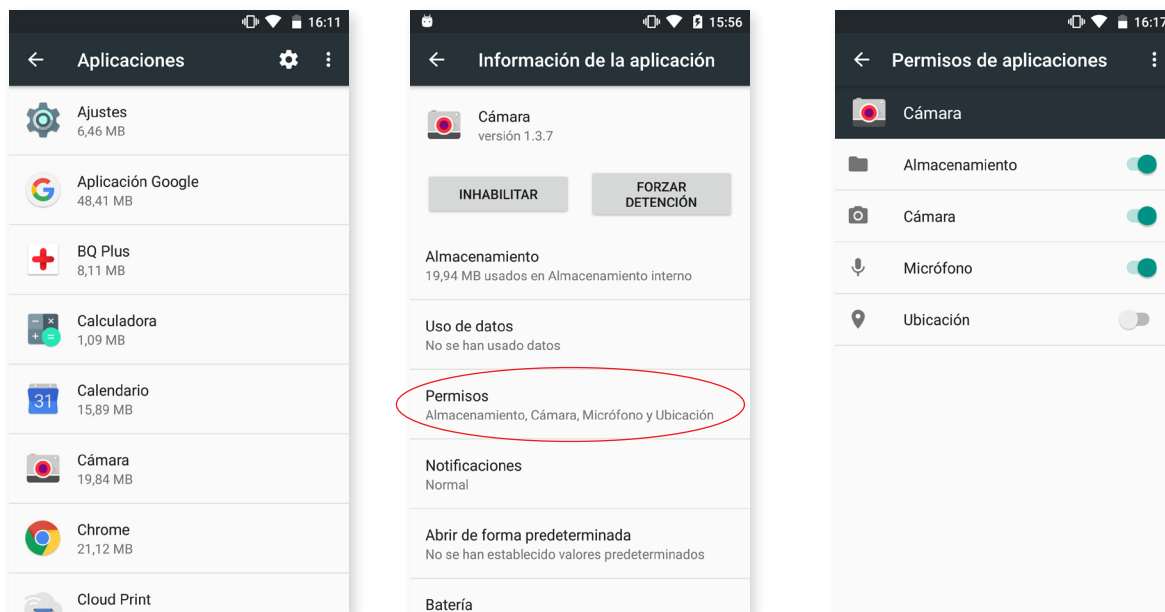 16:11
Aplicaciones
Ajustes
6,46 MB
Aplicación Google
48,41 MB
BQ Plus
8,11 MB
Calculadora
1,09 MB
31
Calendario
15,89 MB
Cámara
19,84 MB
Chrome
21,12 MB
Cloud Print
15:56
Información de la aplicación
Cámara
versión 1.3.7
INHABILITAR
FORZAR
DETENCIÓN
Almacenamiento
19,94 MB usados en Almacenamiento interno
Uso de datos
No se han usado datos
Permisos
Almacenamiento, Cámara, Micrófono y Ubicación
Notificaciones
Normal
Abrir de forma predeterminada
No se han establecido valores predeterminados
Batería
16:17
Permisos de aplicaciones
Cámara
Almacenamiento
Cámara
Micrófono
Ubicación